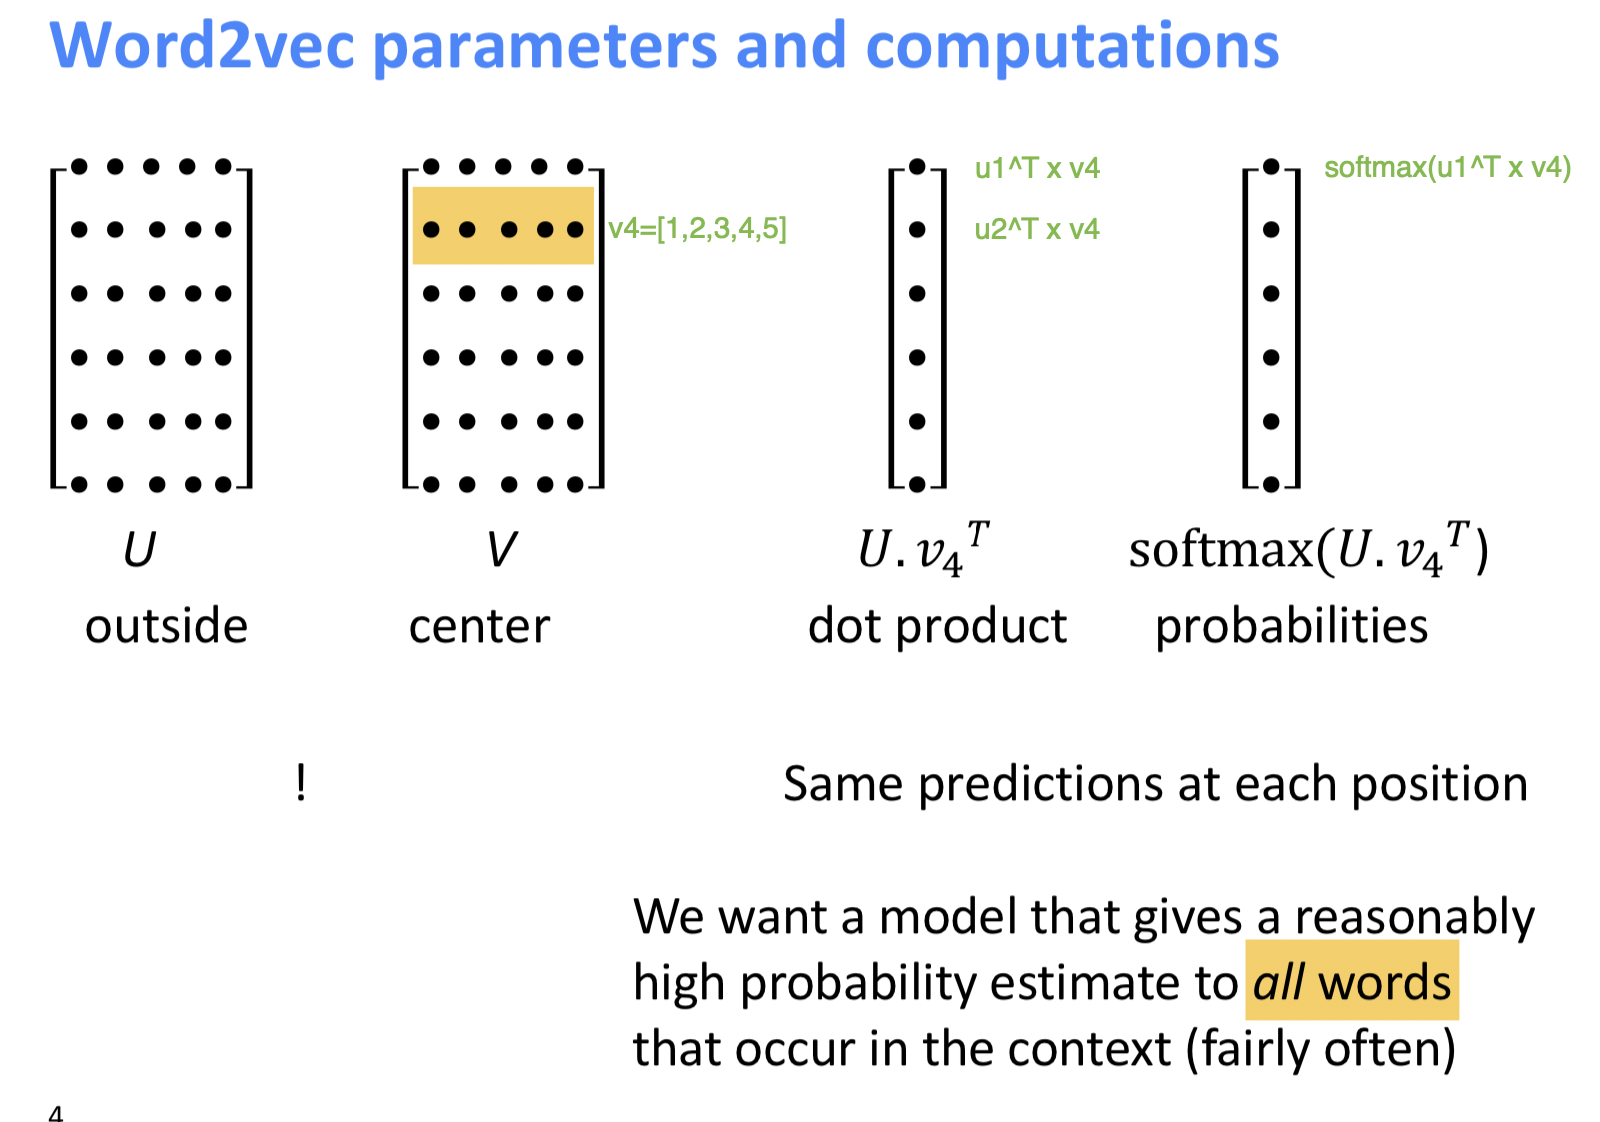 Word2vec parameters and computations
u1^T x v4
softmax(u1^T x v4)
v4=[1,2,3,4,5]
u2^T x v4
U
V
U. v₄ᵀ
softmax(U. v₄ᵀ)
outside
center
dot product
probabilities
!
Same predictions at each position
We want a model that gives a reasonably
high probability estimate to all words
that occur in the context (fairly often)
4